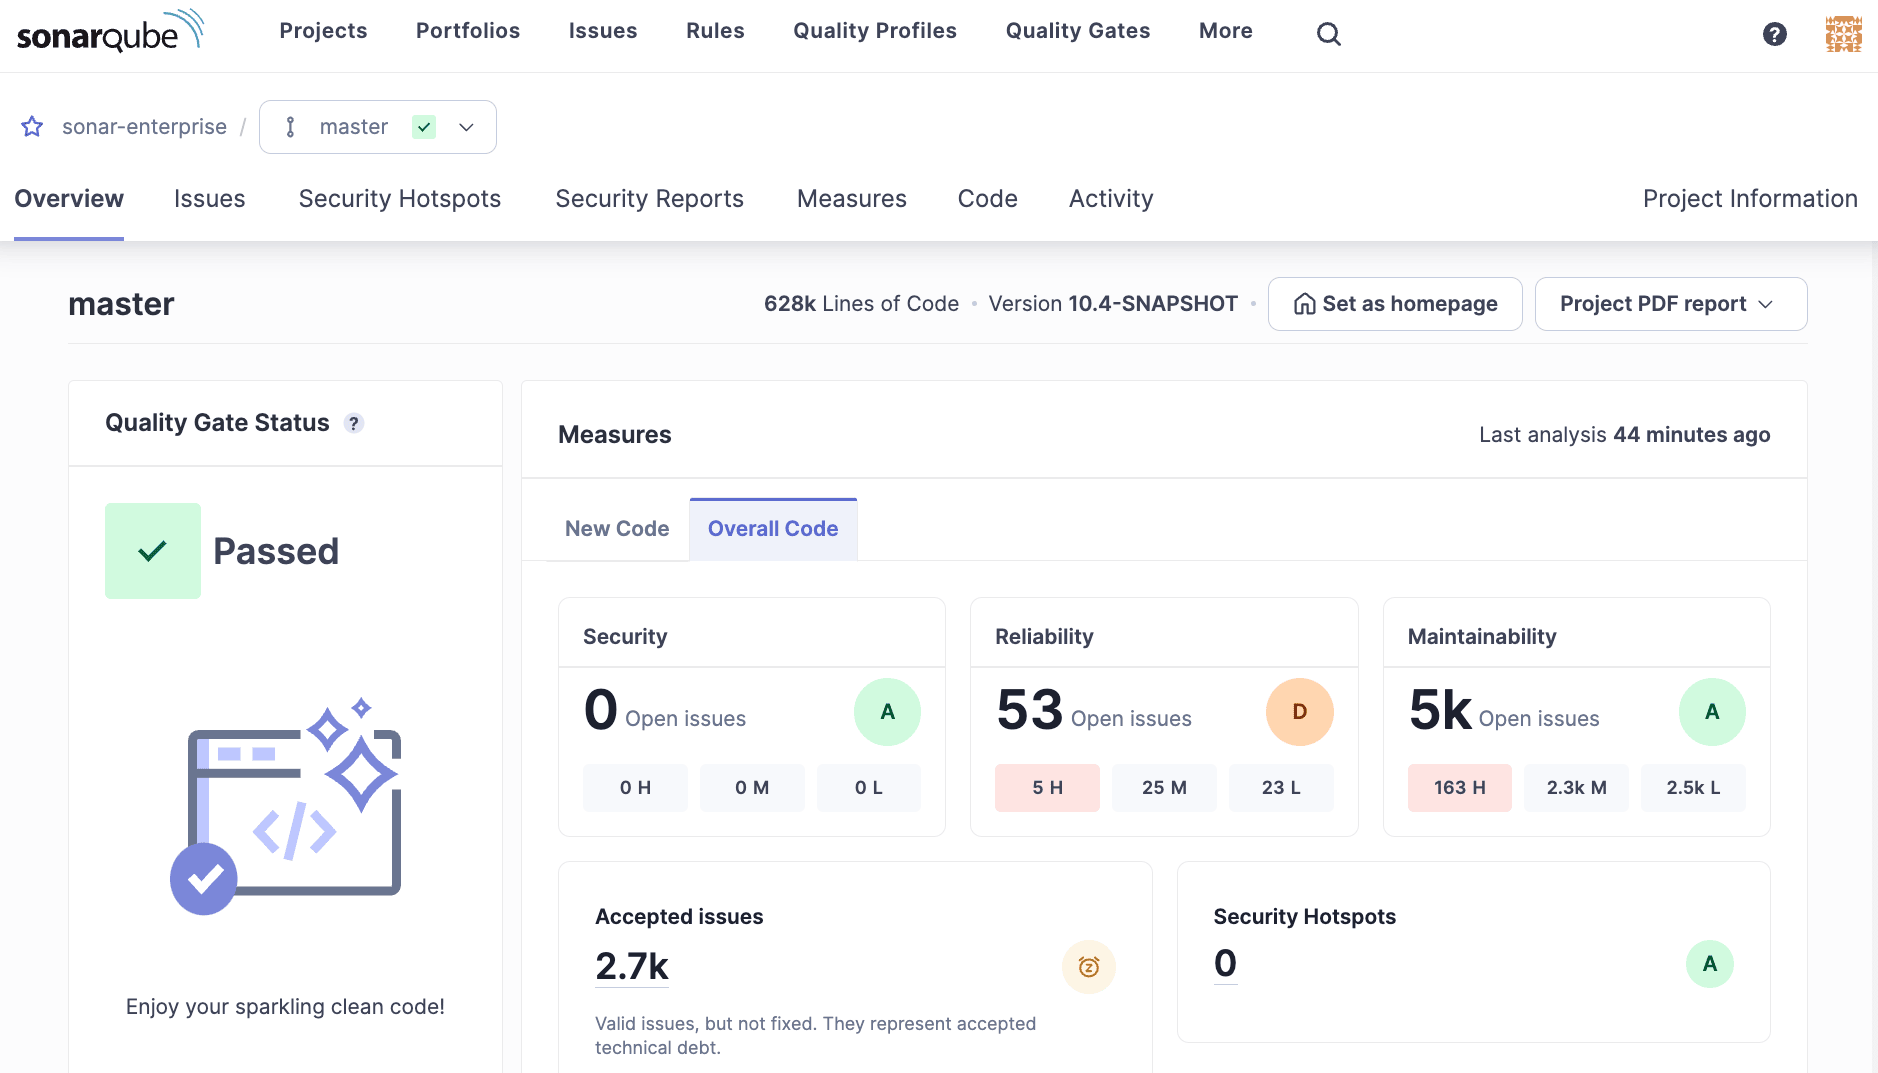 sonarqube Projects Portfolios Issues Rules Quality Profiles Quality Gates More ?
sonar-enterprise / master
Overview Issues Security Hotspots Security Reports Measures Code Activity Project Information
master 628k Lines of Code • Version 10.4-SNAPSHOT • Set as homepage Project PDF report
Quality Gate Status ?
Passed
</>
Enjoy your sparkling clean code!
Measures Last analysis 44 minutes ago
New Code Overall Code
Security
0 Open issues A
0 H 0 M 0 L
Reliability
53 Open issues D
5 H 25 M 23 L
Maintainability
5k Open issues A
163 H 2.3k M 2.5k L
Accepted issues
2.7k
z
Valid issues, but not fixed. They represent accepted
technical debt.
Security Hotspots
0 A